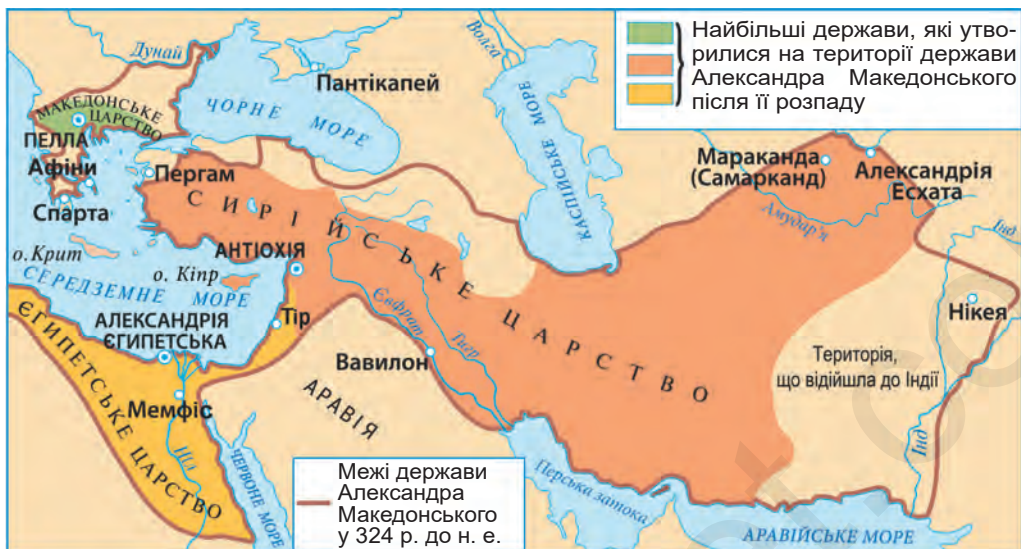 Найбільші держави, які утво-
рилися на території держави
Александра Македонського
після її розпаду
Дунай
Волга
Пантікапей
ЧОРНЕ МОРЕ
КАСПІЙСЬКЕ МОРЕ
МАКЕДОНСЬКЕ
ЦАРСТВО
ПЕЛЛА
Афіни
Спарта
Пергам
Мараканда
(Самарканд)
Александрія
Есхата
Амудар'я
Інд
СИРІЙСЬКЕ ЦАРСТВО
АНТІОХІЯ
о. Крит
о. Кіпр
СЕРЕДЗЕМНЕ МОРЕ
Тір
Євфрат
Тигр
Нікея
АЛЕКСАНДРІЯ
ЄГИПЕТСЬКА
Вавилон
Територія,
що відійшла до Індії
ЄГИПЕТСЬКЕ ЦАРСТВО
Мемфіс
АРАВІЯ
Ніл
ЧЕРВОНЕ МОРЕ
Інд
Перська затока
АРАВІЙСЬКЕ МОРЕ
Межі держави
Александра
Македонського
у 324 р. до н. е.